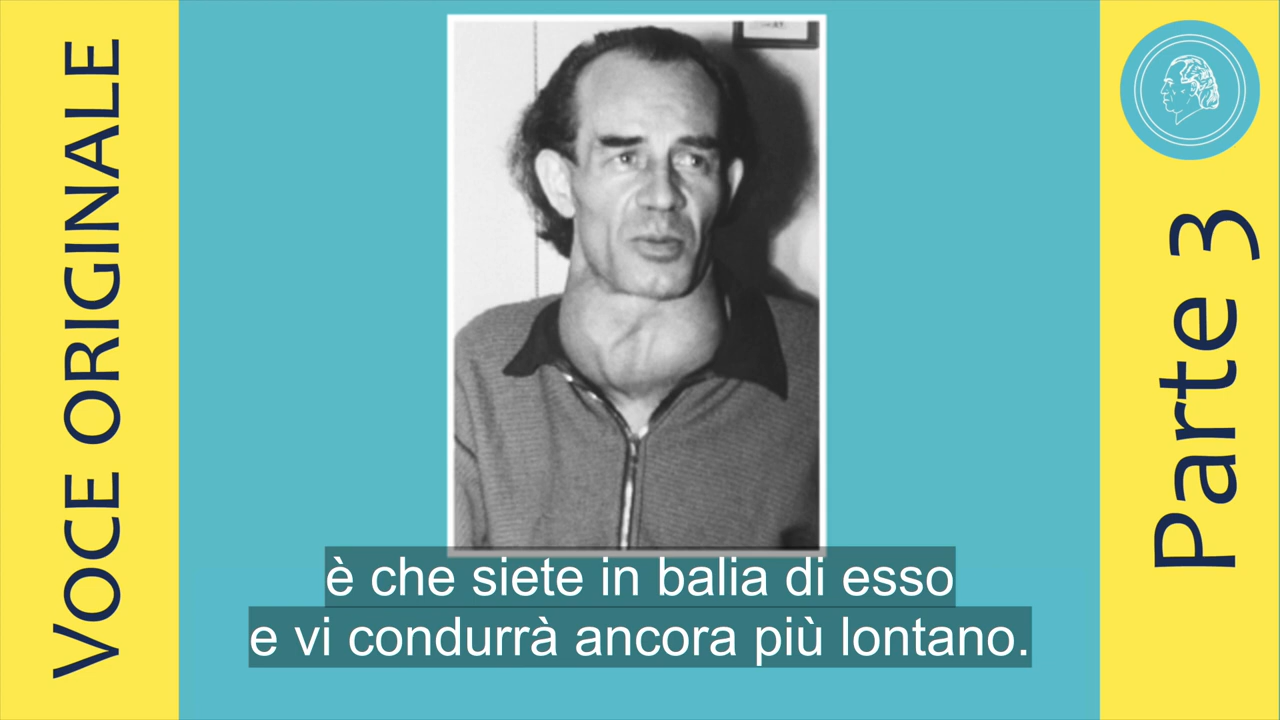 VOCE ORIGINALE
è che siete in balia di esso
e vi condurrà ancora più lontano.
Parte 3